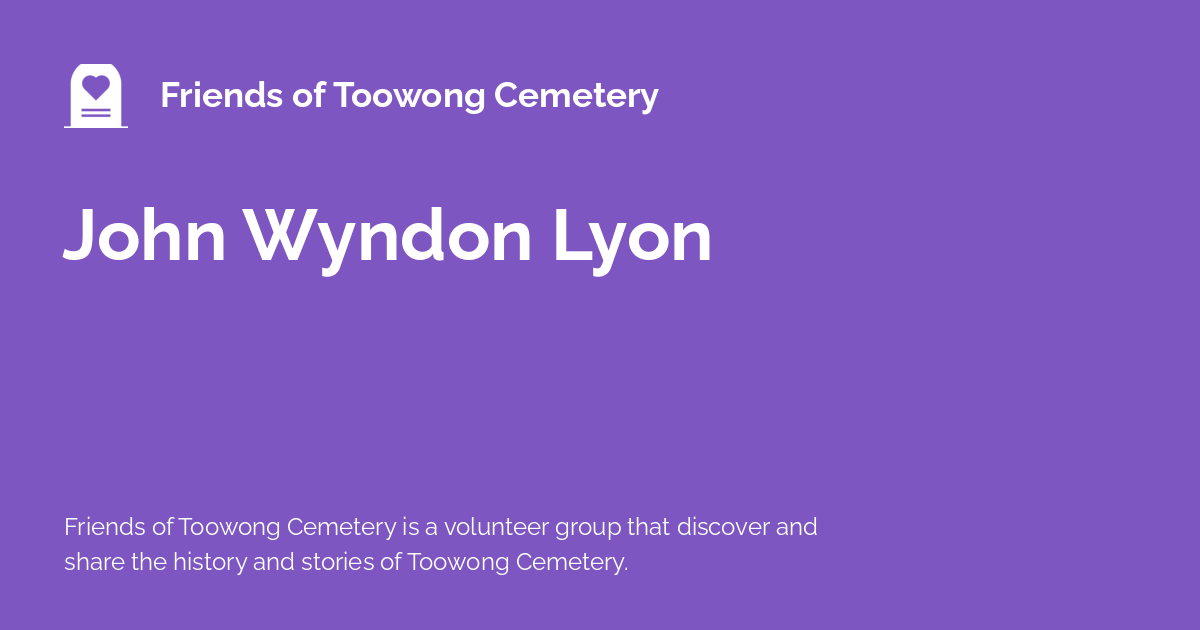 Friends of Toowong Cemetery
John Wyndon Lyon
Friends of Toowong Cemetery is a volunteer group that discover and
share the history and stories of Toowong Cemetery.